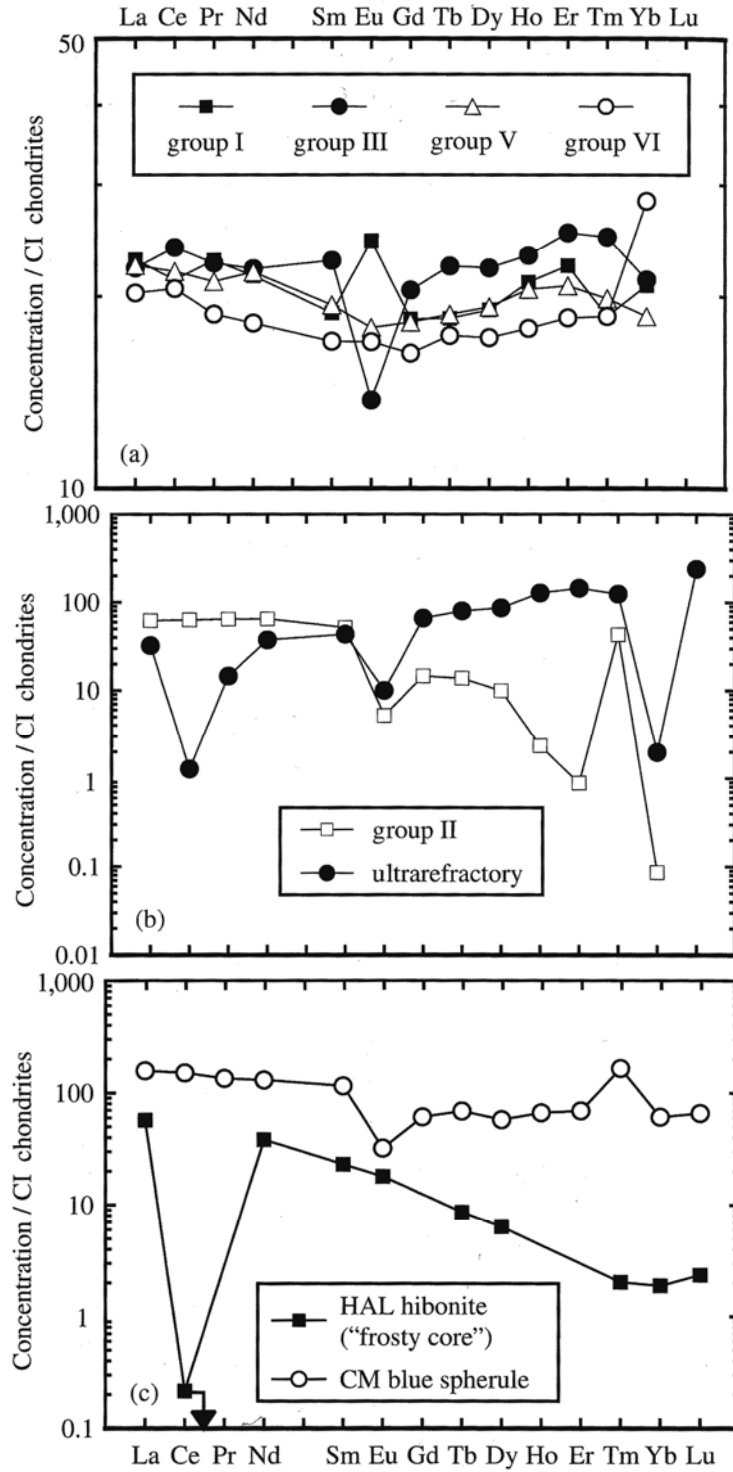 La Ce Pr Nd Sm Eu Gd Tb Dy Ho Er Tm Yb Lu
50
group I group III group V group VI
20
Concentration / CI chondrites
(a)
10
1,000
100
10
1
0.1
0.01
Concentration / CI chondrites
group II
ultrarefractory
(b)
1,000
100
10
1
0.1
Concentration / CI chondrites
HAL hibonite
(“frosty core”)
CM blue spherule
(c)
La Ce Pr Nd Sm Eu Gd Tb Dy Ho Er Tm Yb Lu